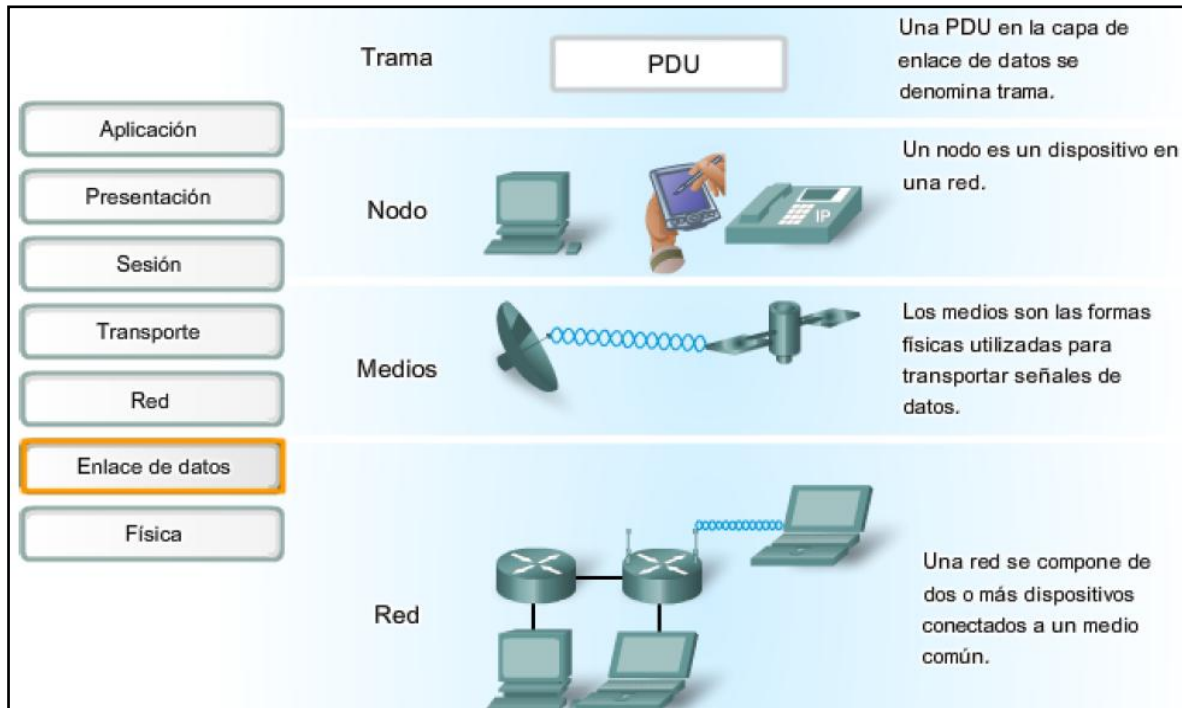 Aplicación
Presentación
Sesión
Transporte
Red
Enlace de datos
Física
Trama
PDU
Una PDU en la capa de
enlace de datos se
denomina trama.
Nodo
IP
Un nodo es un dispositivo en
una red.
Medios
Los medios son las formas
físicas utilizadas para
transportar señales de
datos.
Red
Una red se compone de
dos o más dispositivos
conectados a un medio
común.